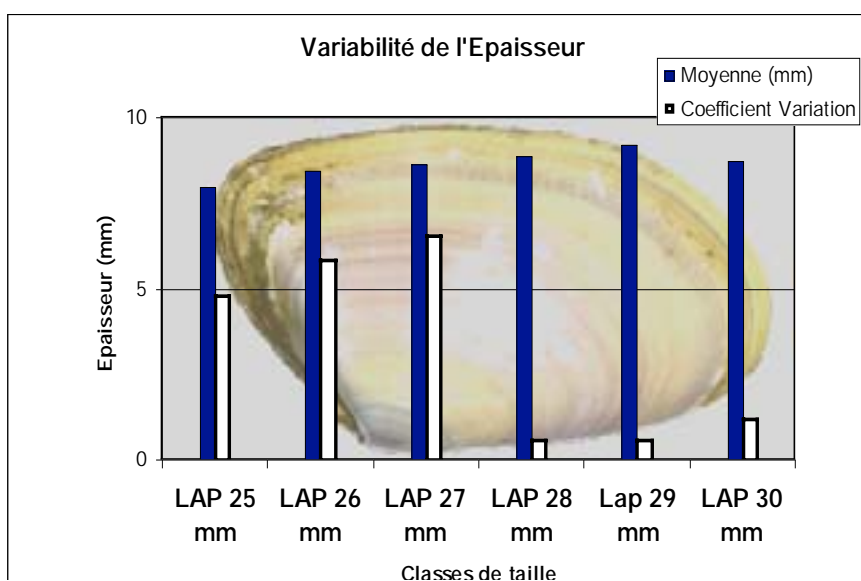 Variabilité de l'Epaisseur
Moyenne (mm)
Coefficient Variation
10
5
0
Epaisseur (mm)
LAP 25 mm
LAP 26 mm
LAP 27 mm
LAP 28 mm
Lap 29 mm
LAP 30 mm
Classes de taille